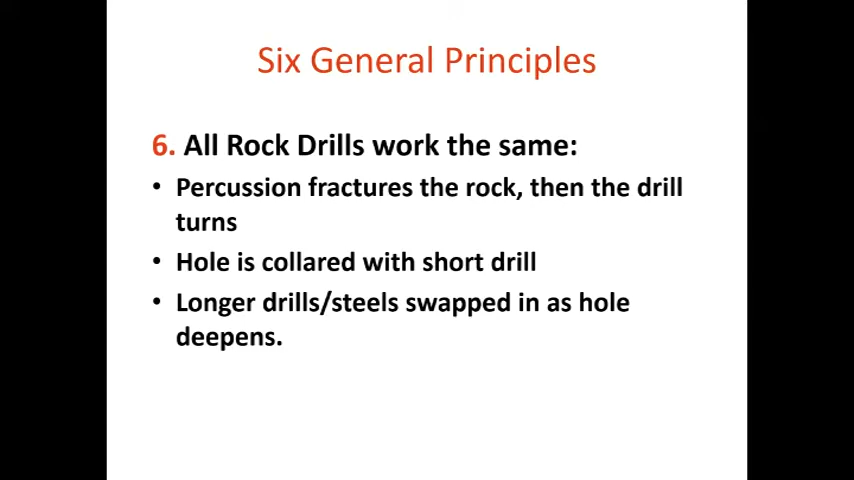 Six General Principles
6. All Rock Drills work the same:
• Percussion fractures the rock, then the drill
turns
• Hole is collared with short drill
• Longer drills/steels swapped in as hole
deepens.